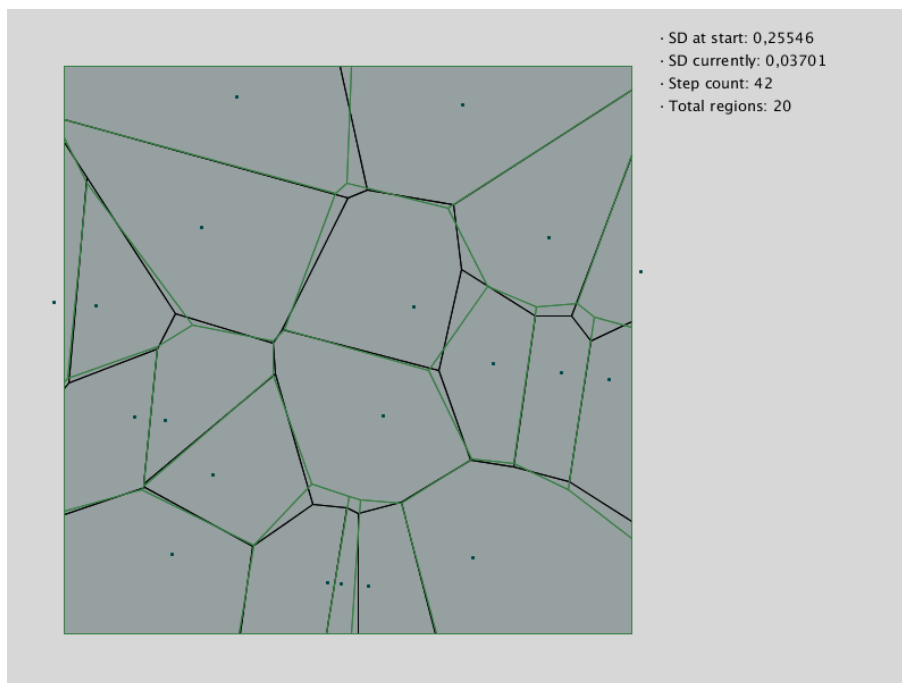 · SD at start: 0,25546
· SD currently: 0,03701
· Step count: 42
· Total regions: 20